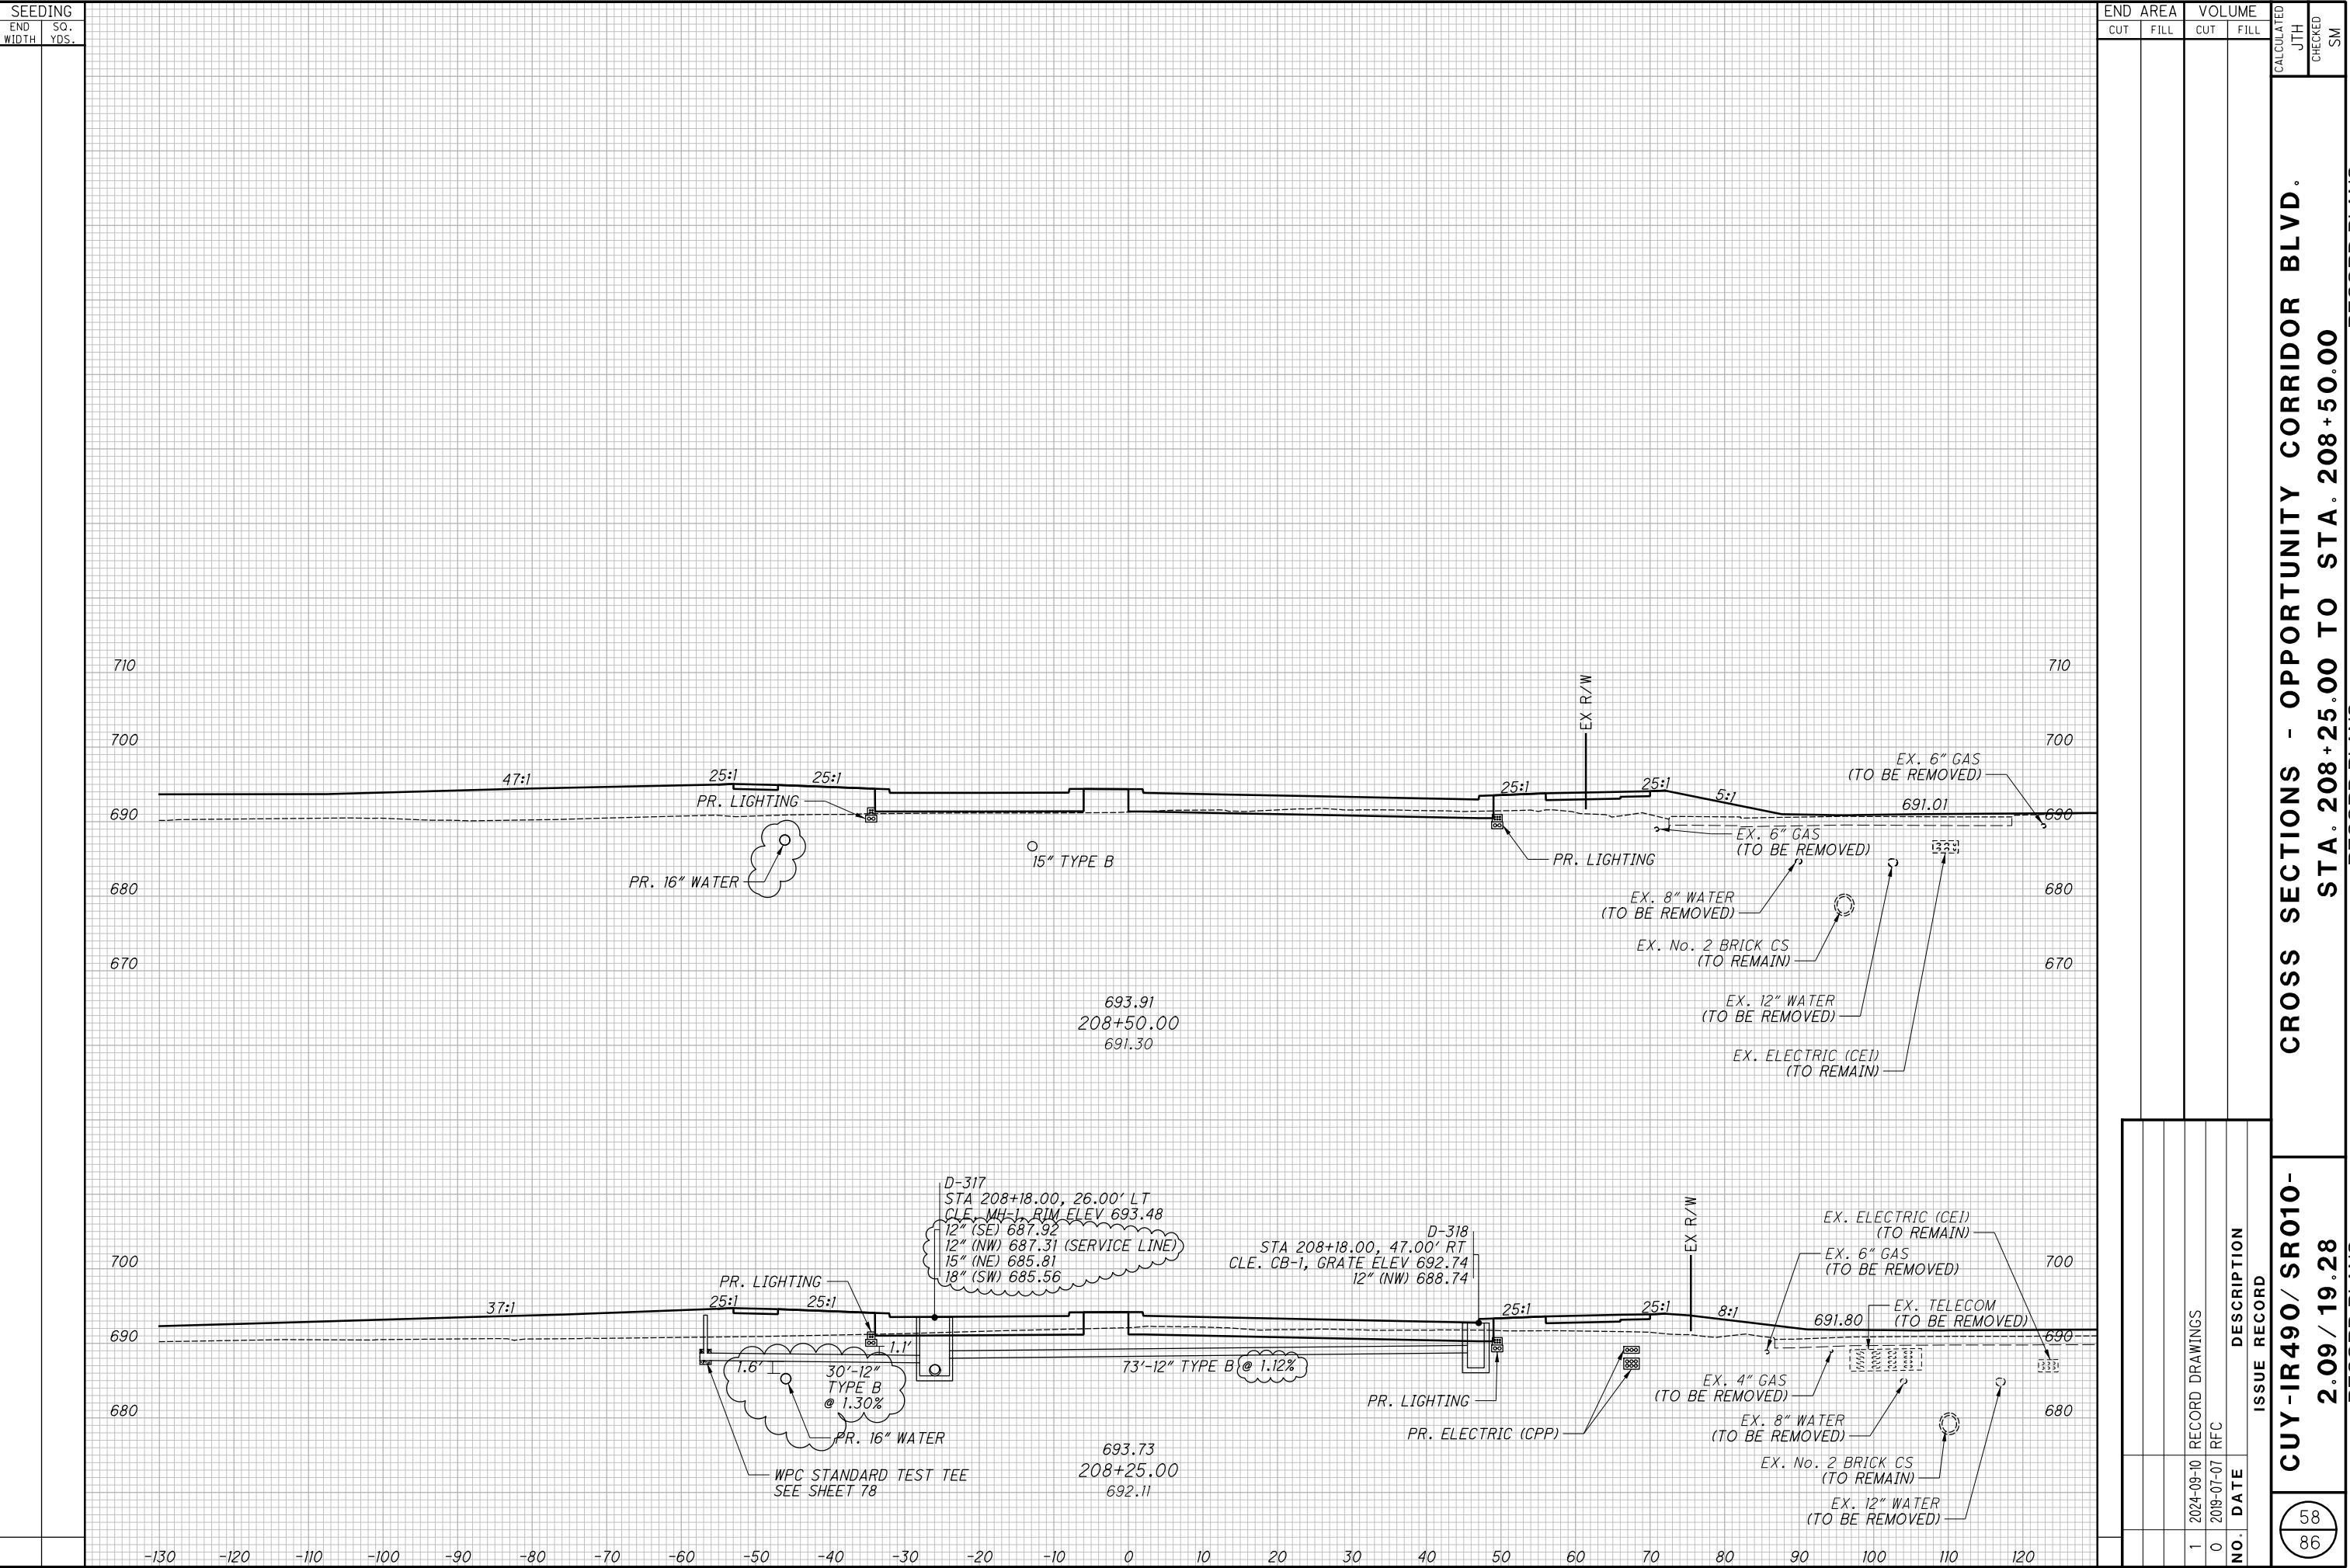 SEEDING
END WIDTH
SQ. YDS.
END AREA
VOLUME
CUT
FILL
CUT
FILL
CALCULATED
JTH
CHECKED
SM
CROSS SECTIONS - OPPORTUNITY CORRIDOR BLVD.
STA. 208+25.00 TO STA. 208+50.00
710
710
700
700
690
690
680
680
670
670
47:1
25:1
25:1
PR. LIGHTING
PR. 16" WATER
15" TYPE B
EX R/W
25:1
25:1
5:1
691.01
PR. LIGHTING
EX. 6" GAS
(TO BE REMOVED)
EX. 6" GAS
(TO BE REMOVED)
EX. 8" WATER
(TO BE REMOVED)
EX. No. 2 BRICK CS
(TO REMAIN)
EX. 12" WATER
(TO BE REMOVED)
EX. ELECTRIC (CEI)
(TO REMAIN)
693.91
208+50.00
691.30
D-317
STA 208+18.00, 26.00' LT
CLE. MH-1, RIM ELEV 693.48
12" (SE) 687.92
12" (NW) 687.31 (SERVICE LINE)
15" (NE) 685.81
18" (SW) 685.56
D-318
STA 208+18.00, 47.00' RT
CLE. CB-1, GRATE ELEV 692.74
12" (NW) 688.74
EX R/W
700
700
690
690
680
680
37:1
25:1
25:1
PR. LIGHTING
1.1'
1.6'
30'-12"
TYPE B
@ 1.30%
PR. 16" WATER
WPC STANDARD TEST TEE
SEE SHEET 78
73'-12" TYPE B @ 1.12%
25:1
25:1
8:1
691.80
PR. LIGHTING
PR. ELECTRIC (CPP)
EX. ELECTRIC (CEI)
(TO REMAIN)
EX. 6" GAS
(TO BE REMOVED)
EX. TELECOM
(TO BE REMOVED)
EX. 4" GAS
(TO BE REMOVED)
EX. 8" WATER
(TO BE REMOVED)
EX. No. 2 BRICK CS
(TO REMAIN)
EX. 12" WATER
(TO BE REMOVED)
693.73
208+25.00
692.11
-130 -120 -110 -100 -90 -80 -70 -60 -50 -40 -30 -20 -10 0 10 20 30 40 50 60 70 80 90 100 110 120
1 2024-09-10 RECORD DRAWINGS
0 2019-07-07 RFC
NO. DATE DESCRIPTION
ISSUE RECORD
CUY-IR490/SR010-
2.09/19.28
58
86